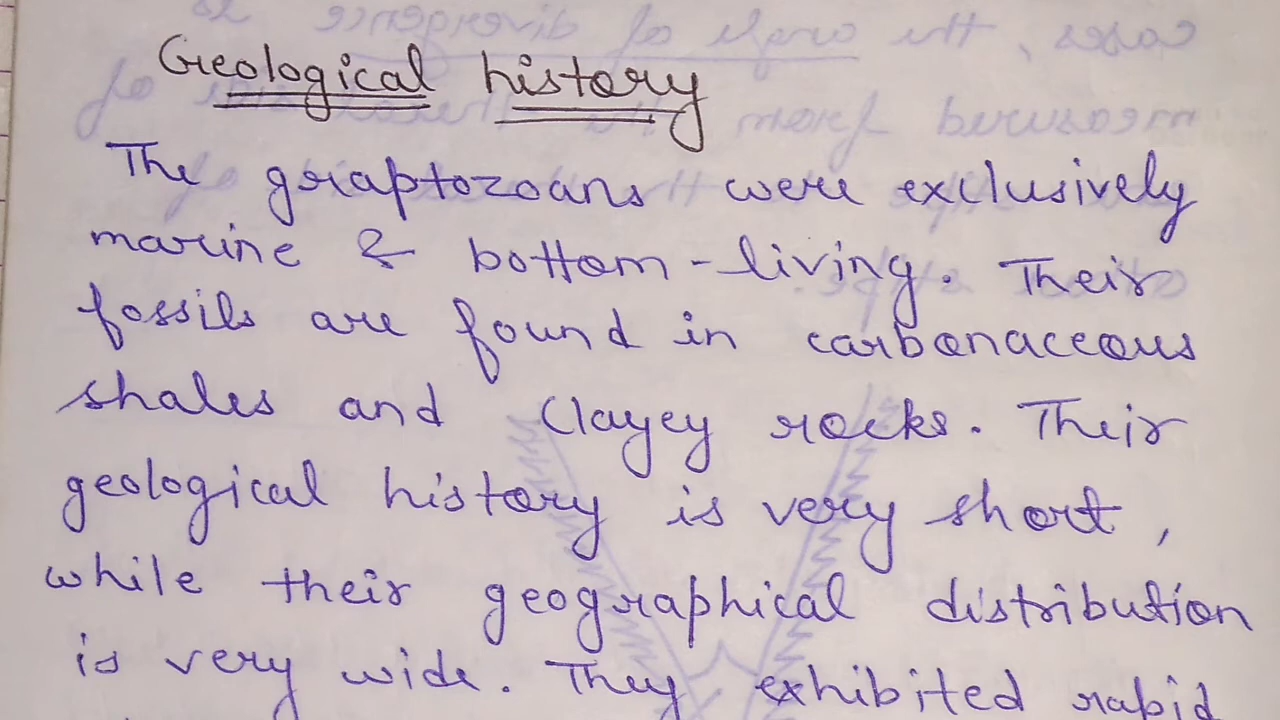 Geological history
The graptozoans were exclusively
marine & bottom-living. Their
fossils are found in carbonaceous
shales and Clayey rocks. Their
geological history is very short,
while their geographical distribution
is very wide. They exhibited rapid